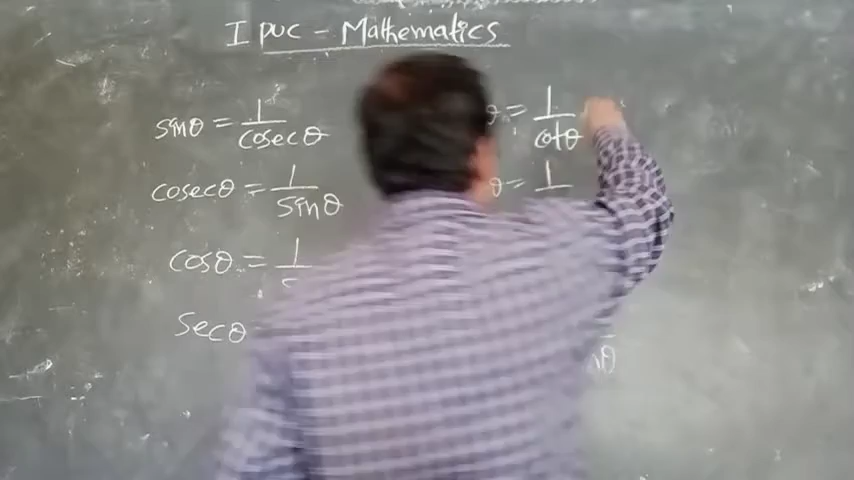 I PUC - Mathematics
sinθ = 1/cosecθ
cosecθ = 1/sinθ
cosθ = 1/
secθ
θ = 1/cotθ
θ = 1/
θ